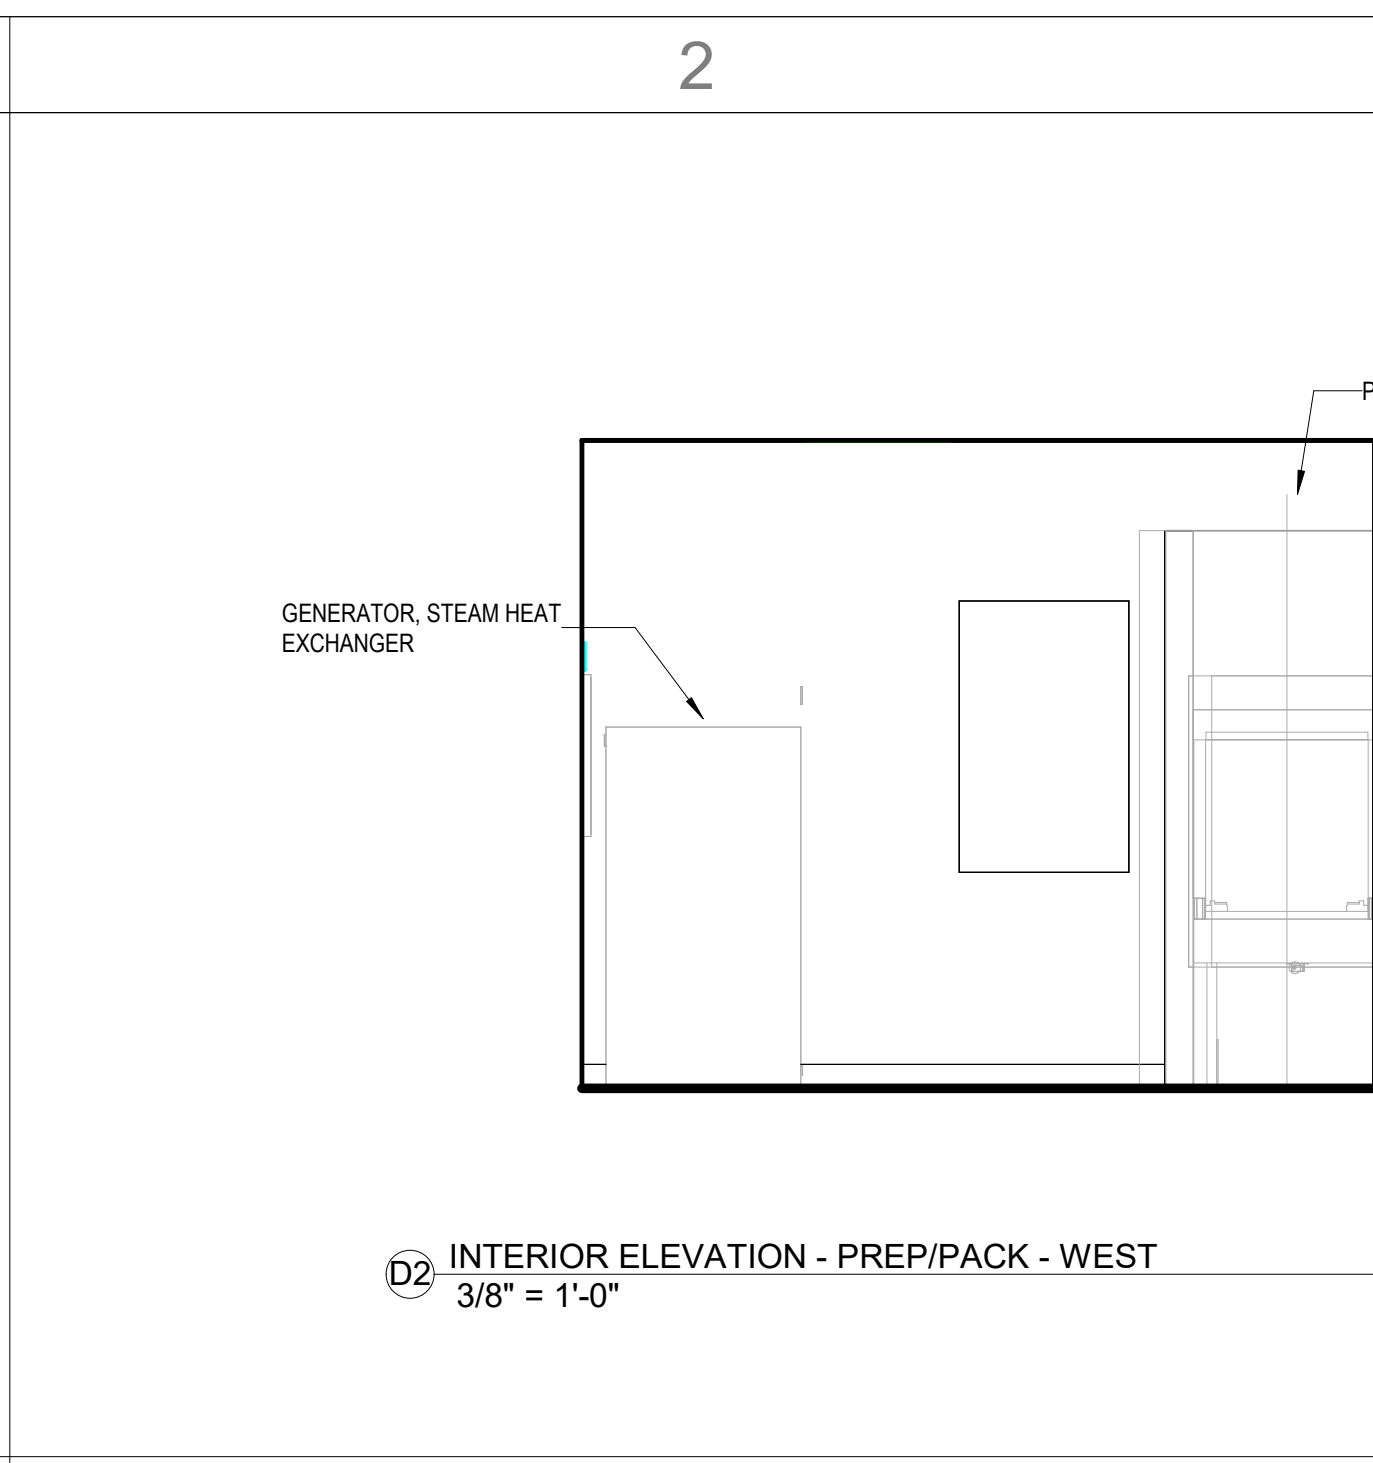 2
P
GENERATOR, STEAM HEAT
EXCHANGER
D2
INTERIOR ELEVATION - PREP/PACK - WEST
3/8" = 1'-0"